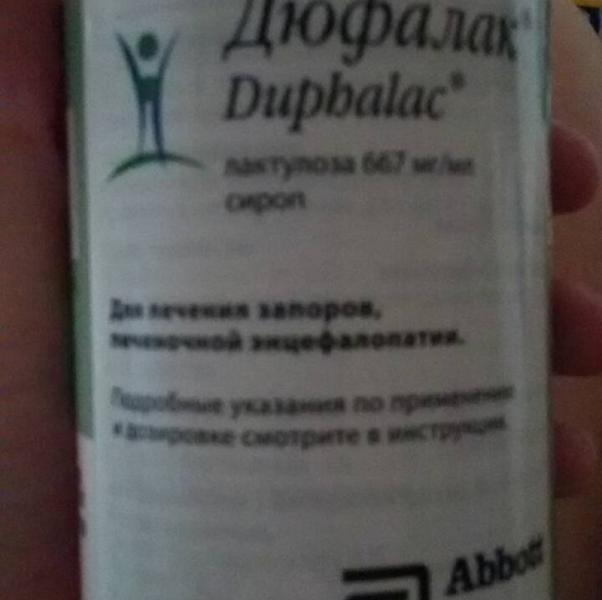 Дюфалак®
Duphalac®
лактулоза 667 мг/мл
сироп
Для лечения запоров,
печеночной энцефалопатии.
Подробные указания по применению
и дозировке смотрите в инструкции.
Abbott